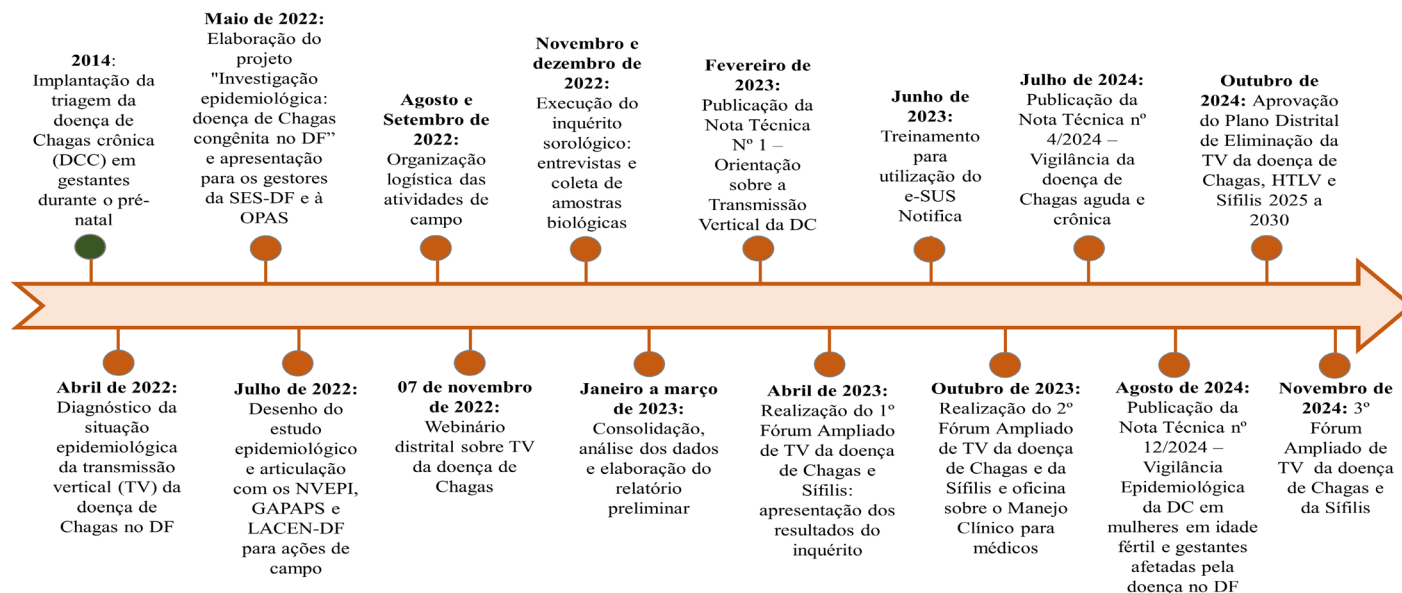 2014:
Implantação da
triagem da
doença de
Chagas crônica
(DCC) em
gestantes
durante o pré-
natal
Maio de 2022:
Elaboração do
projeto
"Investigação
epidemiológica:
doença de Chagas
congênita no DF”
e apresentação
para os gestores
da SES-DF e à
OPAS
Agosto e
Setembro de
2022:
Organização
logística das
atividades de
campo
Novembro e
dezembro de
2022:
Execução do
inquérito
sorológico:
entrevistas e
coleta de
amostras
biológicas
Fevereiro de
2023:
Publicação da
Nota Técnica
Nº 1 –
Orientação
sobre a
Transmissão
Vertical da DC
Junho de
2023:
Treinamento
para
utilização do
e-SUS
Notifica
Julho de 2024:
Publicação da
Nota Técnica nº
4/2024 –
Vigilância da
doença de
Chagas aguda e
crônica
Outubro de
2024: Aprovação
do Plano Distrital
de Eliminação da
TV da doença de
Chagas, HTLV e
Sífilis 2025 a
2030
Abril de 2022:
Diagnóstico da
situação
epidemiológica
da transmissão
vertical (TV) da
doença de
Chagas no DF
Julho de 2022:
Desenho do
estudo
epidemiológico
e articulação
com os NVEPI,
GAPAPS e
LACEN-DF
para ações de
campo
07 de novembro
de 2022:
Webinário
distrital sobre TV
da doença de
Chagas
Janeiro a março
de 2023:
Consolidação,
análise dos dados
e elaboração do
relatório
preliminar
Abril de 2023:
Realização do 1º
Fórum Ampliado
de TV da doença
de Chagas e
Sífilis:
apresentação dos
resultados do
inquérito
Outubro de 2023:
Realização do 2º
Fórum Ampliado
de TV da doença
de Chagas e da
Sífilis e oficina
sobre o Manejo
Clínico para
médicos
Agosto de 2024:
Publicação da
Nota Técnica nº
12/2024 –
Vigilância
Epidemiológica
da DC em
mulheres em idade
fértil e gestantes
afetadas pela
doença no DF
Novembro de
2024: 3º
Fórum
Ampliado de
TV da doença
de Chagas e
da Sífilis